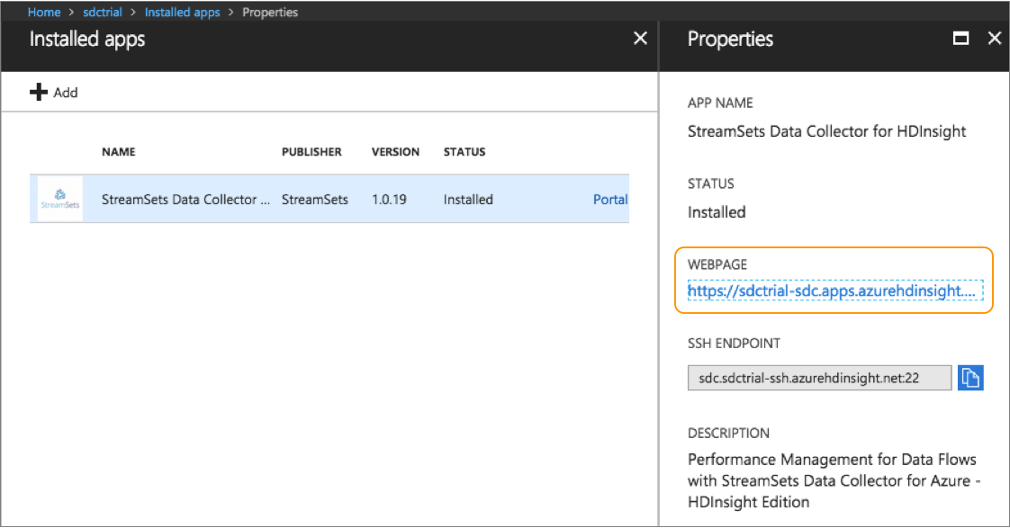 Home > sdctrial > Installed apps > Properties
Installed apps
Add
NAME PUBLISHER VERSION STATUS
StreamSets
StreamSets Data Collector ... StreamSets 1.0.19 Installed Portal
Properties
APP NAME
StreamSets Data Collector for HDInsight
STATUS
Installed
WEBPAGE
https://sdctrial-sdc.apps.azurehdinsight....
SSH ENDPOINT
sdc.sdctrial-ssh.azurehdinsight.net:22
DESCRIPTION
Performance Management for Data Flows
with StreamSets Data Collector for Azure -
HDInsight Edition